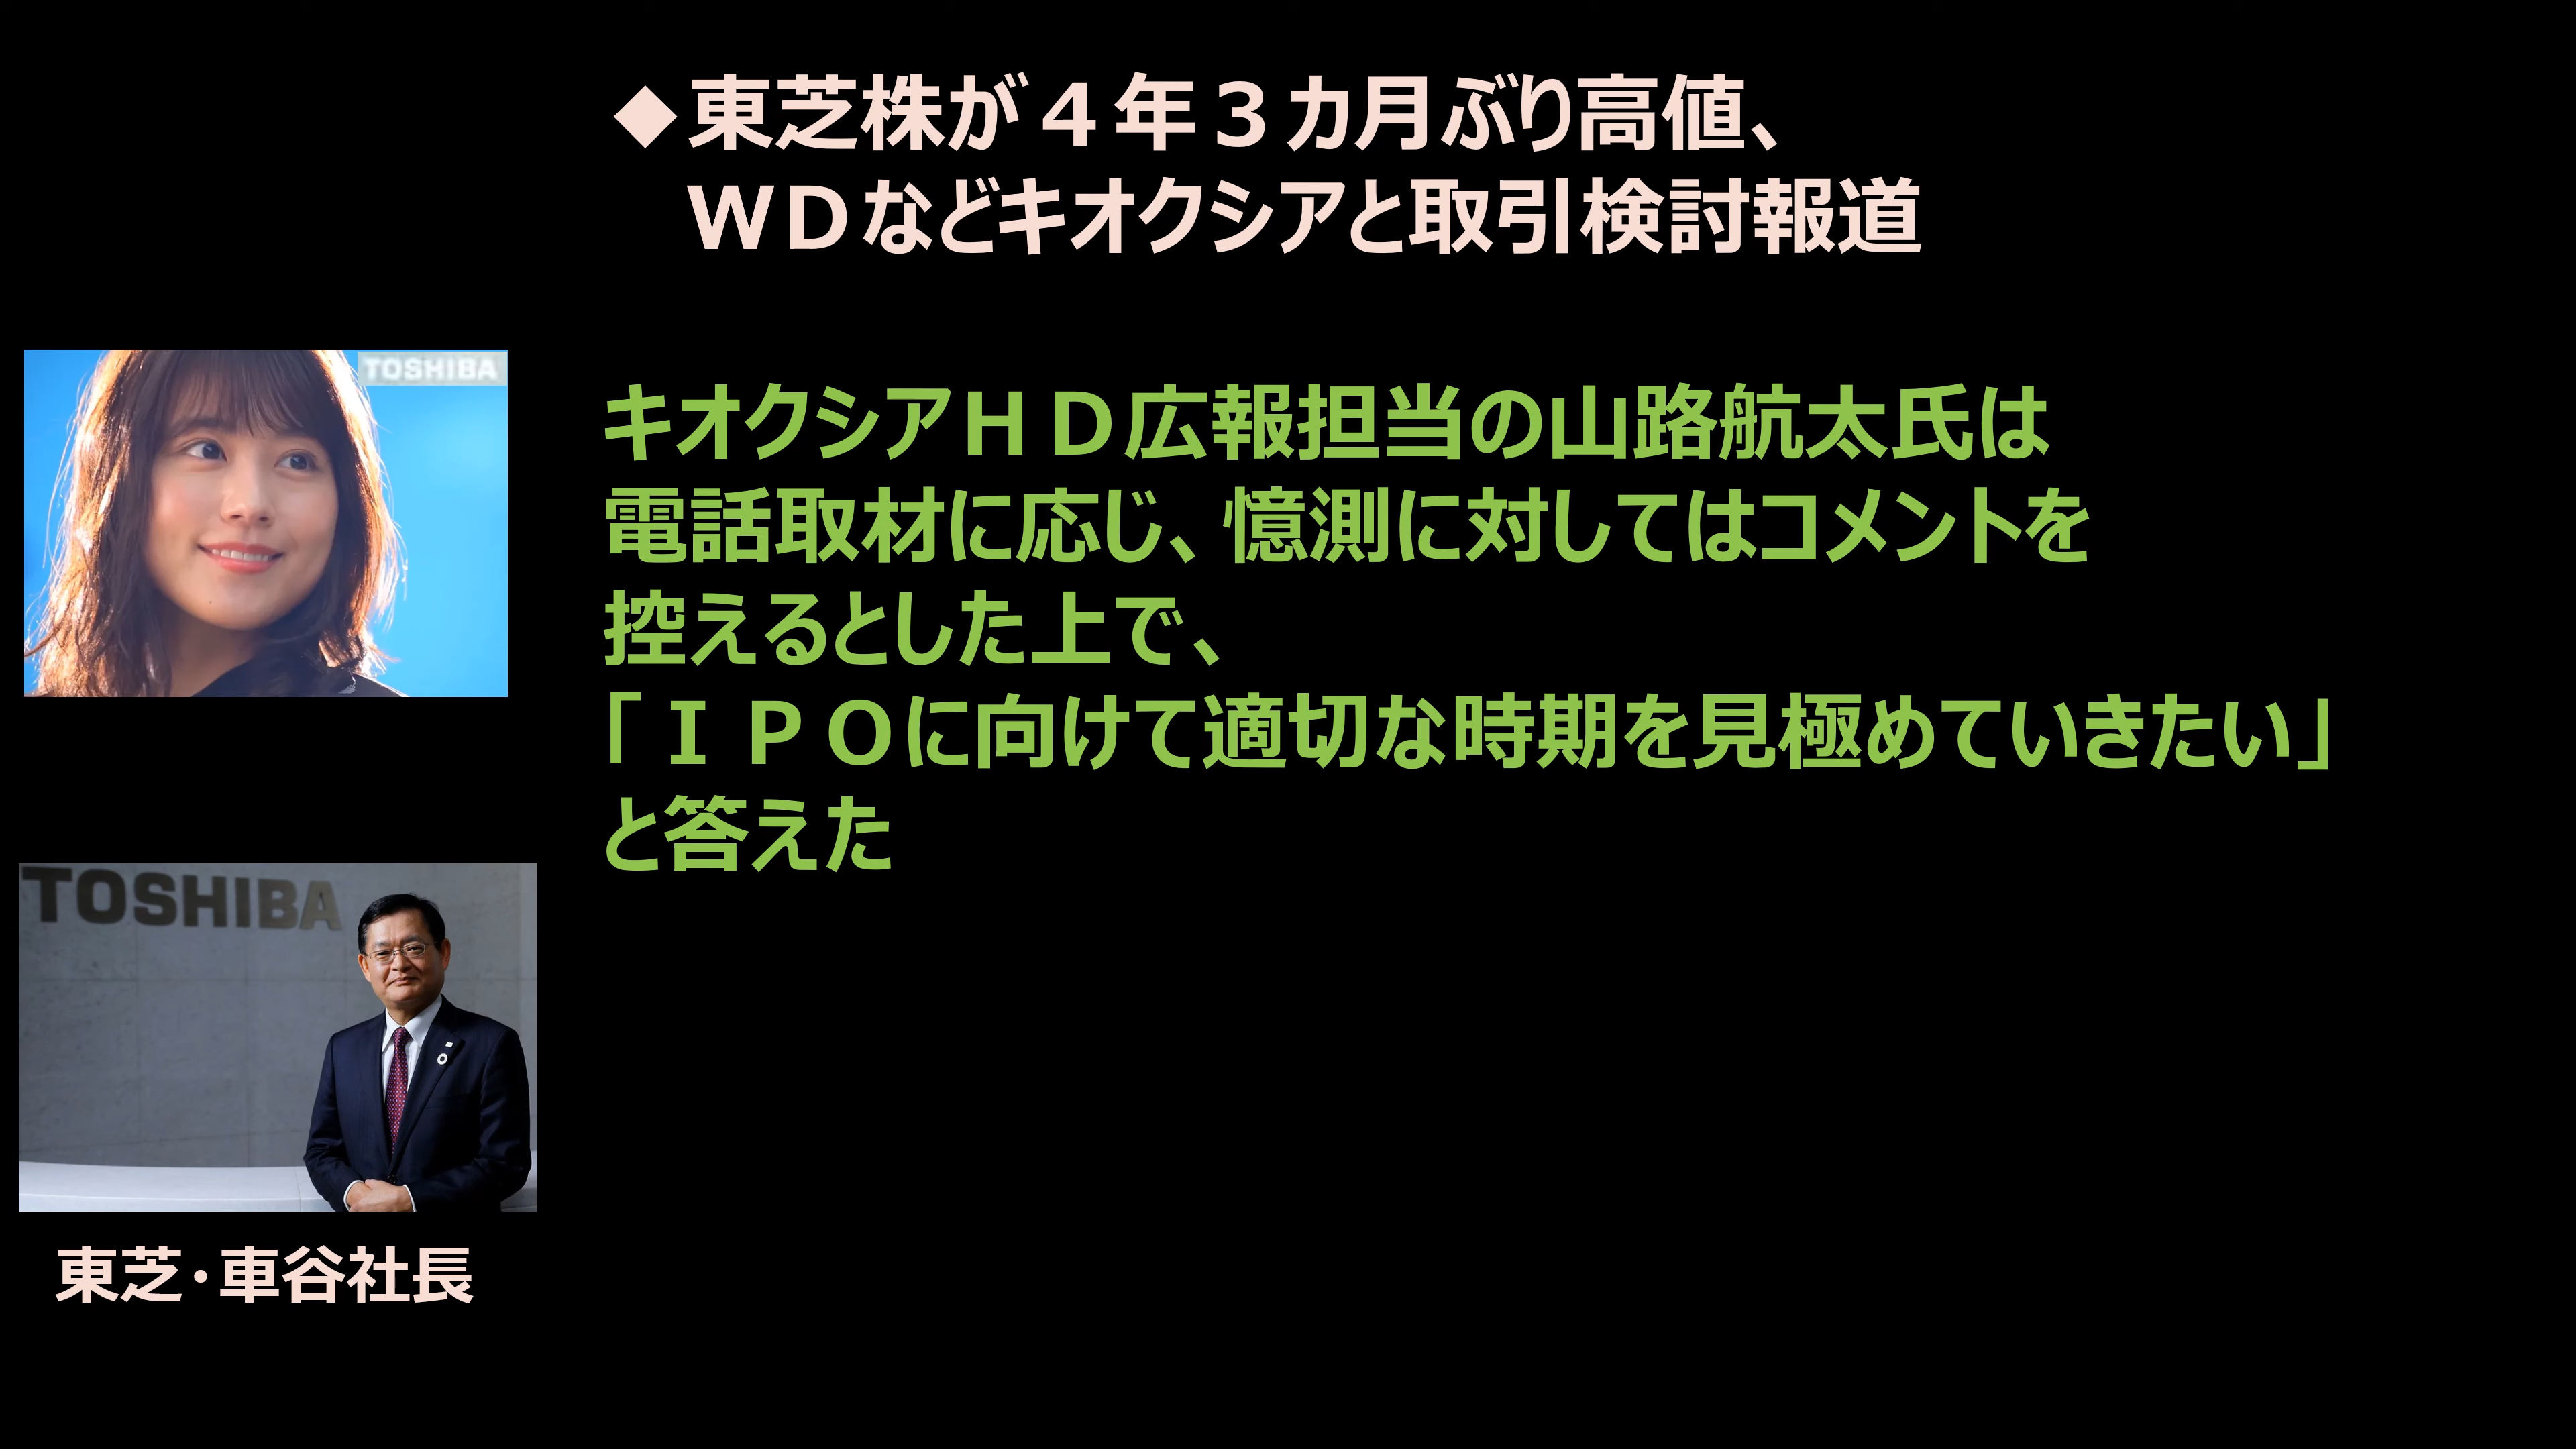 ◆東芝株が４年３カ月ぶり高値、
ＷＤなどキオクシアと取引検討報道
TOSHIBA
キオクシアＨＤ広報担当の山路航太氏は
電話取材に応じ、憶測に対してはコメントを
控えるとした上で、
「ＩＰＯに向けて適切な時期を見極めていきたい」
と答えた
TOSHIBA
東芝・車谷社長